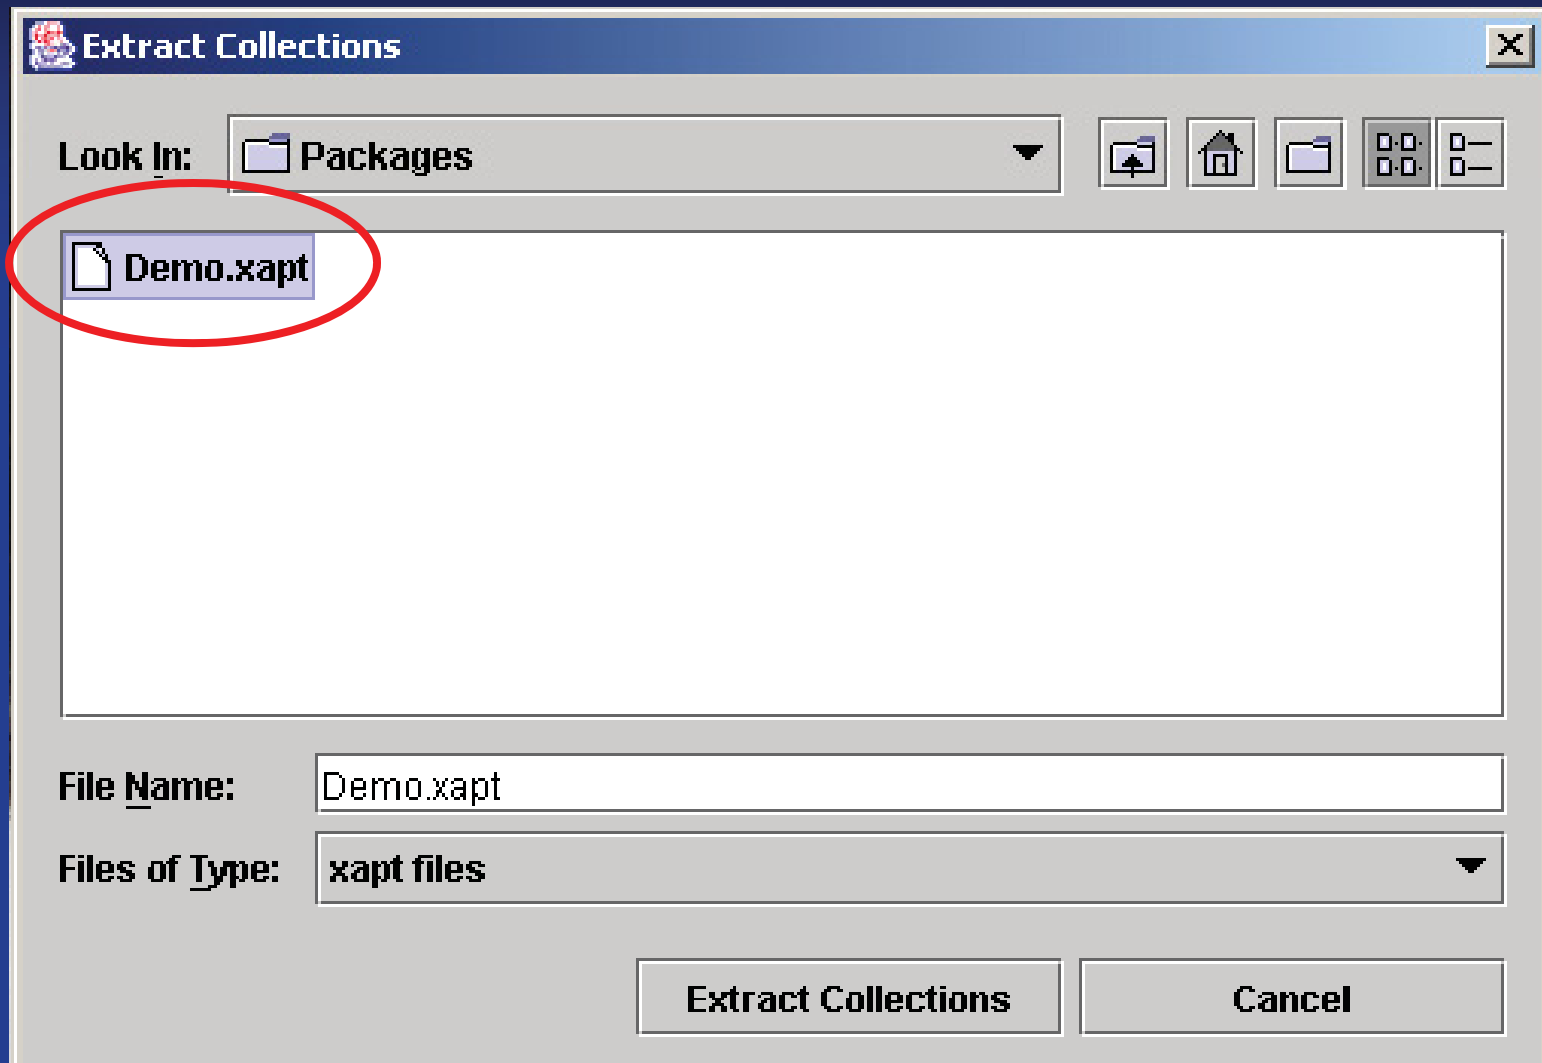 Extract Collections
Look In: Packages
Demo.xapt
File Name: Demo.xapt
Files of Type: xapt files
Extract Collections Cancel